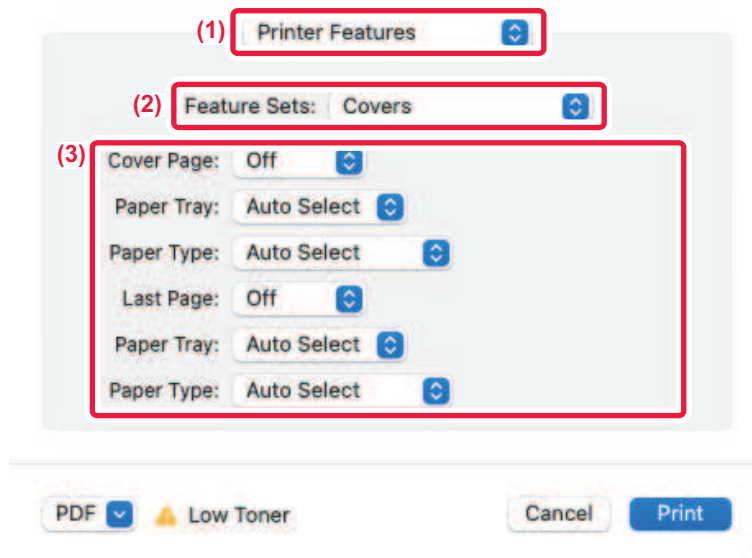 (1) Printer Features
(2) Feature Sets: Covers
(3) Cover Page: Off
Paper Tray: Auto Select
Paper Type: Auto Select
Last Page: Off
Paper Tray: Auto Select
Paper Type: Auto Select
PDF Low Toner Cancel Print